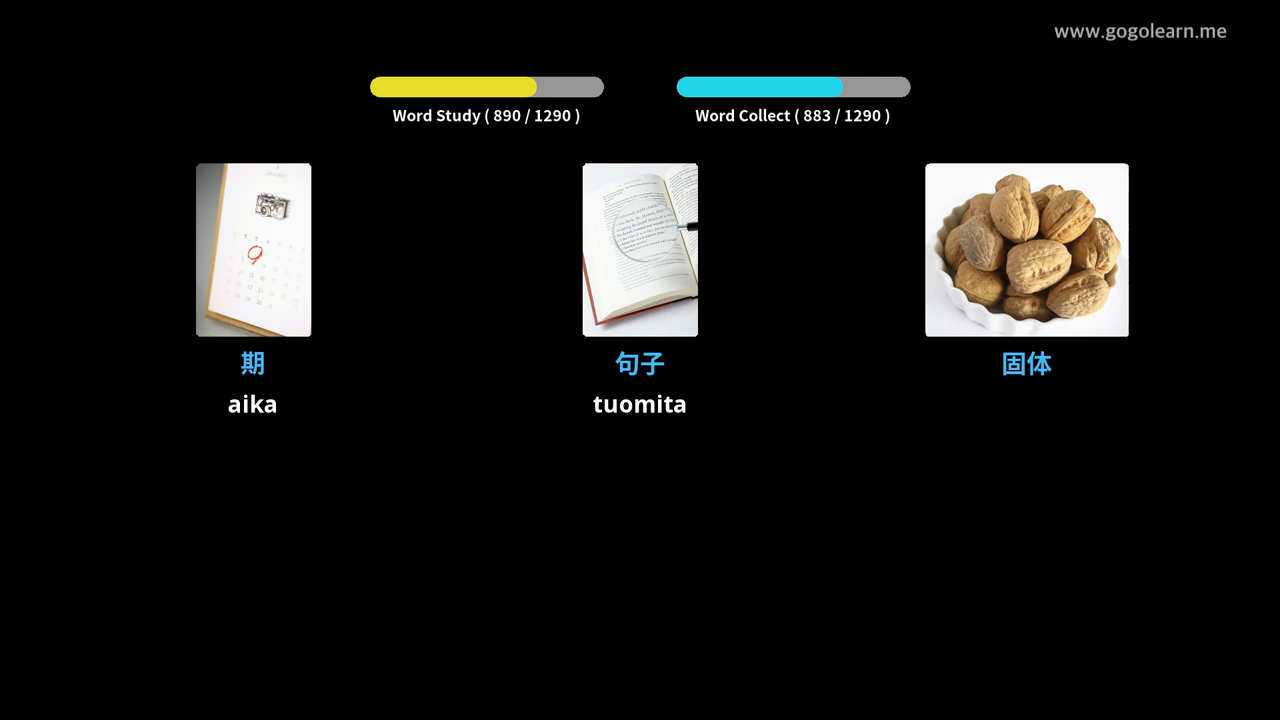 www.gogolearn.me
Word Study ( 890 / 1290 )
Word Collect ( 883 / 1290 )
期
句子
固体
aika
tuomita